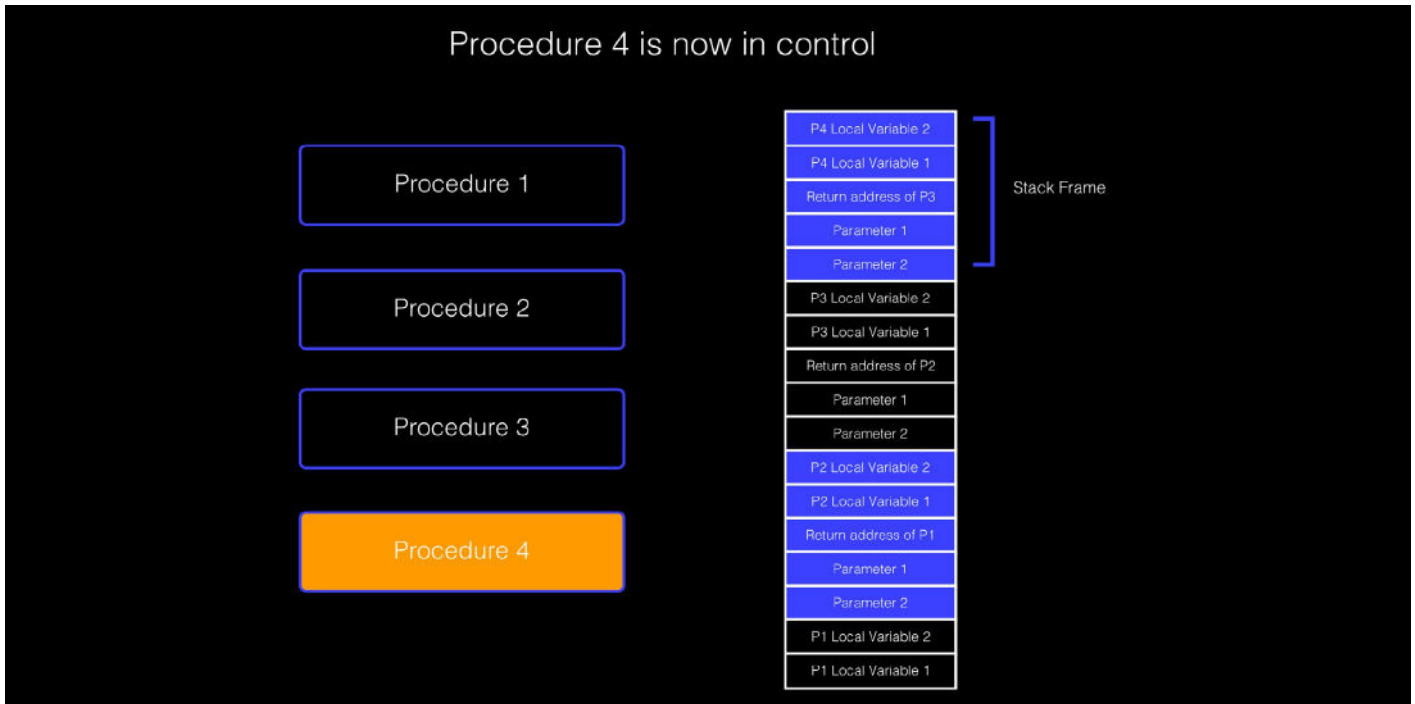 Procedure 4 is now in control
Procedure 1
Procedure 2
Procedure 3
Procedure 4
P4 Local Variable 2
P4 Local Variable 1
Return address of P3
Parameter 1
Parameter 2
P3 Local Variable 2
P3 Local Variable 1
Return address of P2
Parameter 1
Parameter 2
P2 Local Variable 2
P2 Local Variable 1
Return address of P1
Parameter 1
Parameter 2
P1 Local Variable 2
P1 Local Variable 1
Stack Frame